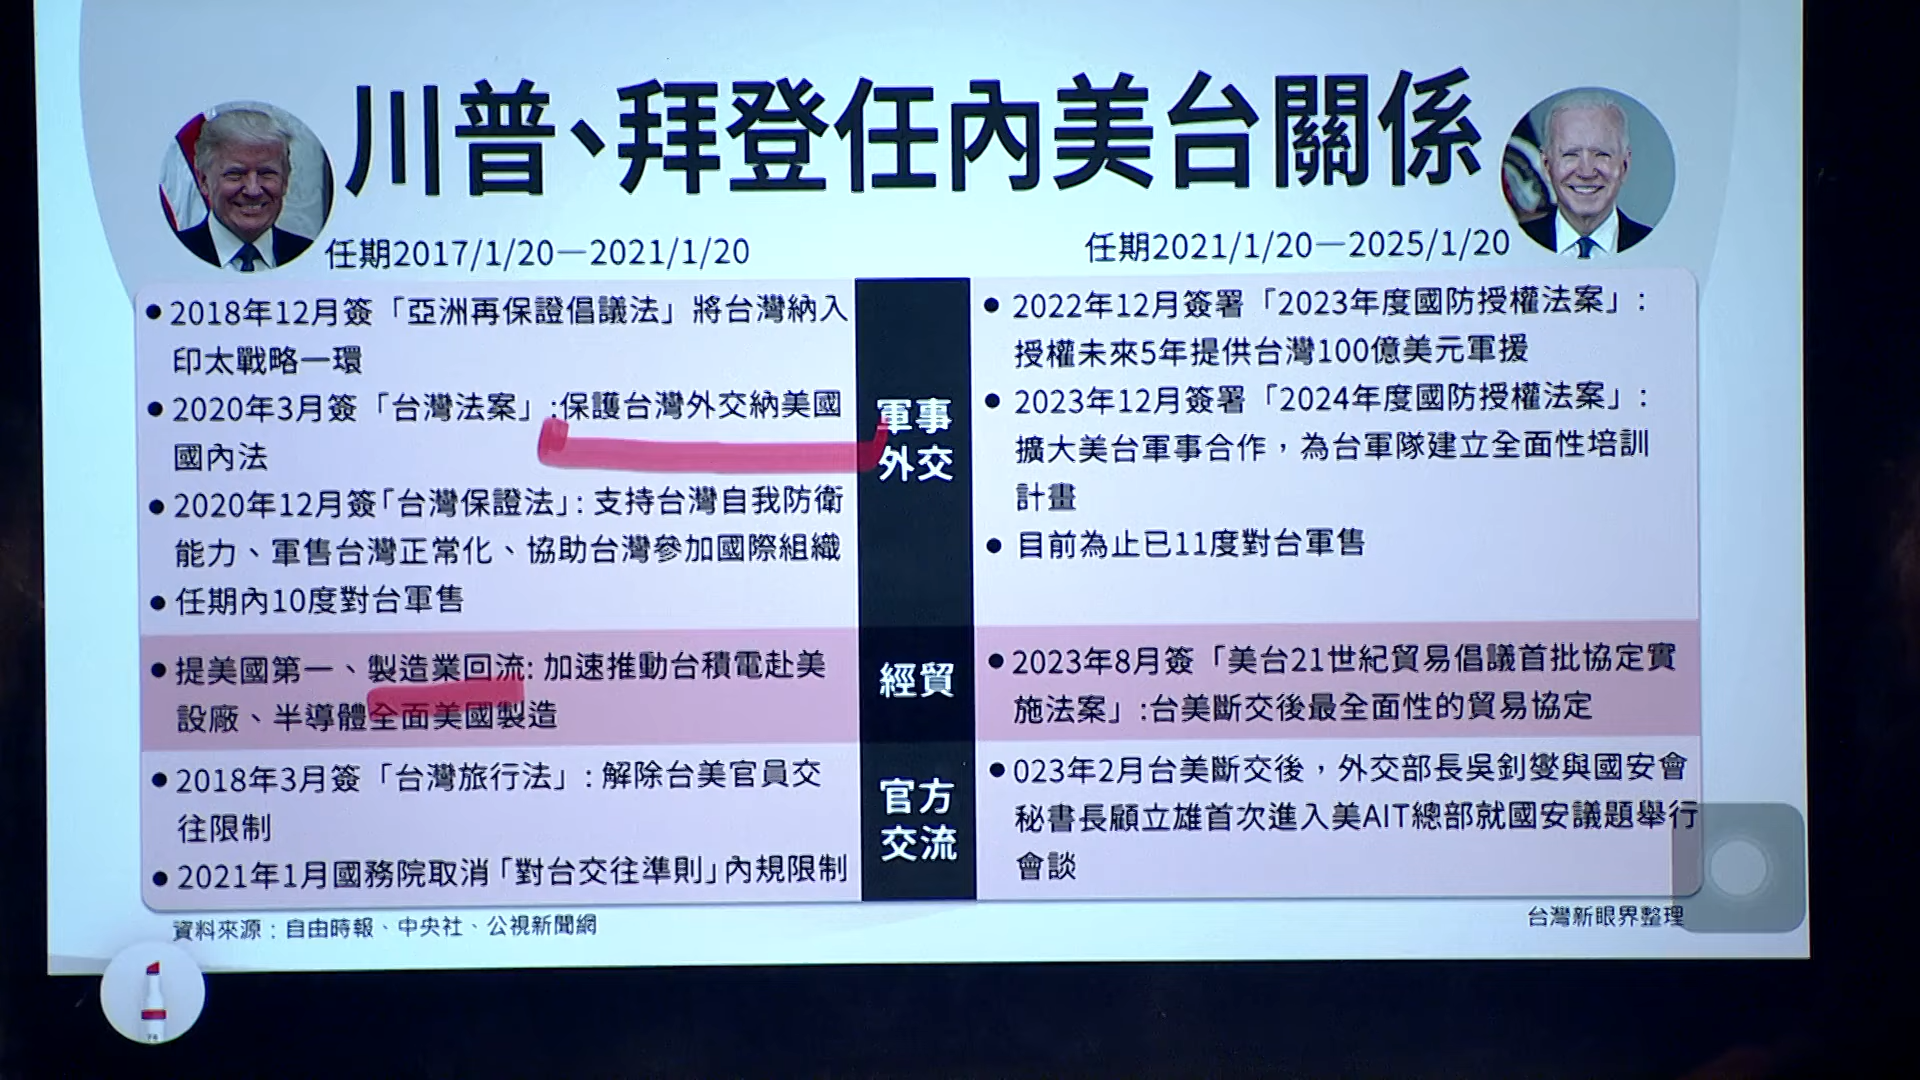 川普、拜登任內美台關係
任期2017/1/20—2021/1/20
任期2021/1/20—2025/1/20
●2018年12月簽「亞洲再保證倡議法」將台灣納入
印太戰略一環
●2020年3月簽「台灣法案」:保護台灣外交納美國
國內法
●2020年12月簽「台灣保證法」: 支持台灣自我防衛
能力、軍售台灣正常化、協助台灣參加國際組織
●任期內10度對台軍售
軍事
外交
●2022年12月簽署「2023年度國防授權法案」:
授權未來5年提供台灣100億美元軍援
●2023年12月簽署「2024年度國防授權法案」:
擴大美台軍事合作，為台軍隊建立全面性培訓
計畫
●目前為止已11度對台軍售
●提美國第一、製造業回流: 加速推動台積電赴美
設廠、半導體全面美國製造
經貿
●2023年8月簽「美台21世紀貿易倡議首批協定實
施法案」:台美斷交後最全面性的貿易協定
●2018年3月簽「台灣旅行法」: 解除台美官員交
往限制
●2021年1月國務院取消「對台交往準則」內規限制
官方
交流
●023年2月台美斷交後，外交部長吳釗燮與國安會
秘書長顧立雄首次進入美AIT總部就國安議題舉行
會談
資料來源：自由時報、中央社、公視新聞網
台灣新眼界整理